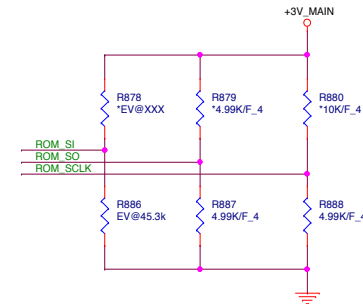 +3V_MAIN
R878
*EV@XXX
R879
*4.99K/F_4
R880
*10K/F_4
ROM_SI
ROM_SO
ROM_SCLK
R886
EV@45.3k
R887
4.99K/F_4
R888
4.99K/F_4